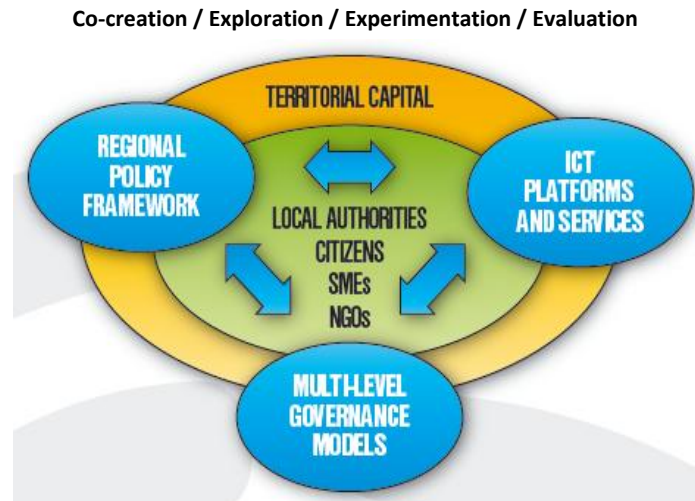 Co-creation / Exploration / Experimentation / Evaluation
TERRITORIAL CAPITAL
REGIONAL
POLICY
FRAMEWORK
ICT
PLATFORMS
AND SERVICES
LOCAL AUTHORITIES
CITIZENS
SMEs
NGOs
MULTI-LEVEL
GOVERNANCE
MODELS